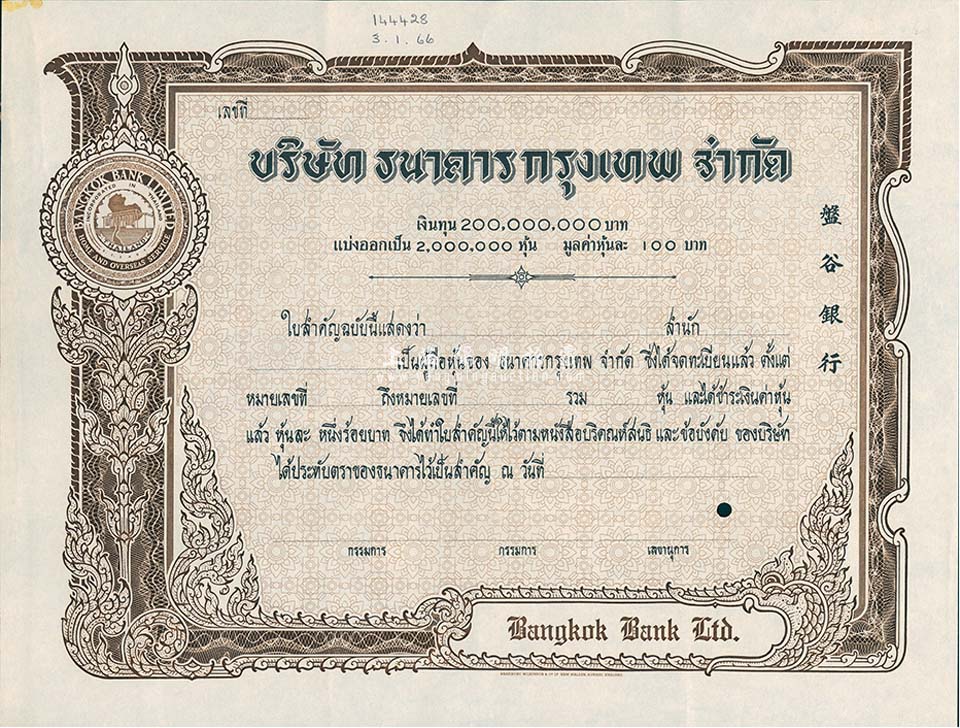 144428
3.1.66
เลขที่
บริษัท ธนาคารกรุงเทพ จำกัด
เงินทุน 200,000,000 บาท
แบ่งออกเป็น 2,000,000 หุ้น มูลค่าหุ้นละ 100 บาท
ใบสำคัญฉบับนี้แสดงว่า สำนัก
เป็นผู้ถือหุ้นของ ธนาคารกรุงเทพ จำกัด ซึ่งได้จดทะเบียนแล้ว ตั้งแต่
หมายเลขที่ ถึงหมายเลขที่ รวม หุ้น และได้ชำระเงินค่าหุ้น
แล้ว หุ้นละ หนึ่งร้อยบาท จึงได้ทำใบสำคัญนี้ให้ไว้ตามหนังสือบริคณห์สนธิ และข้อบังคับ ของบริษัท
ได้ประทับตราของธนาคารไว้เป็นสำคัญ ณ วันที่
กรรมการ กรรมการ เลขานุการ
盤谷銀行
BANGKOK BANK LIMITED
INCORPORATED IN THAILAND
HOME AND OVERSEAS SERVICE
Bangkok Bank Ltd.
BRADBURY WILKINSON & CO LD NEW MALDEN, SURREY, ENGLAND.